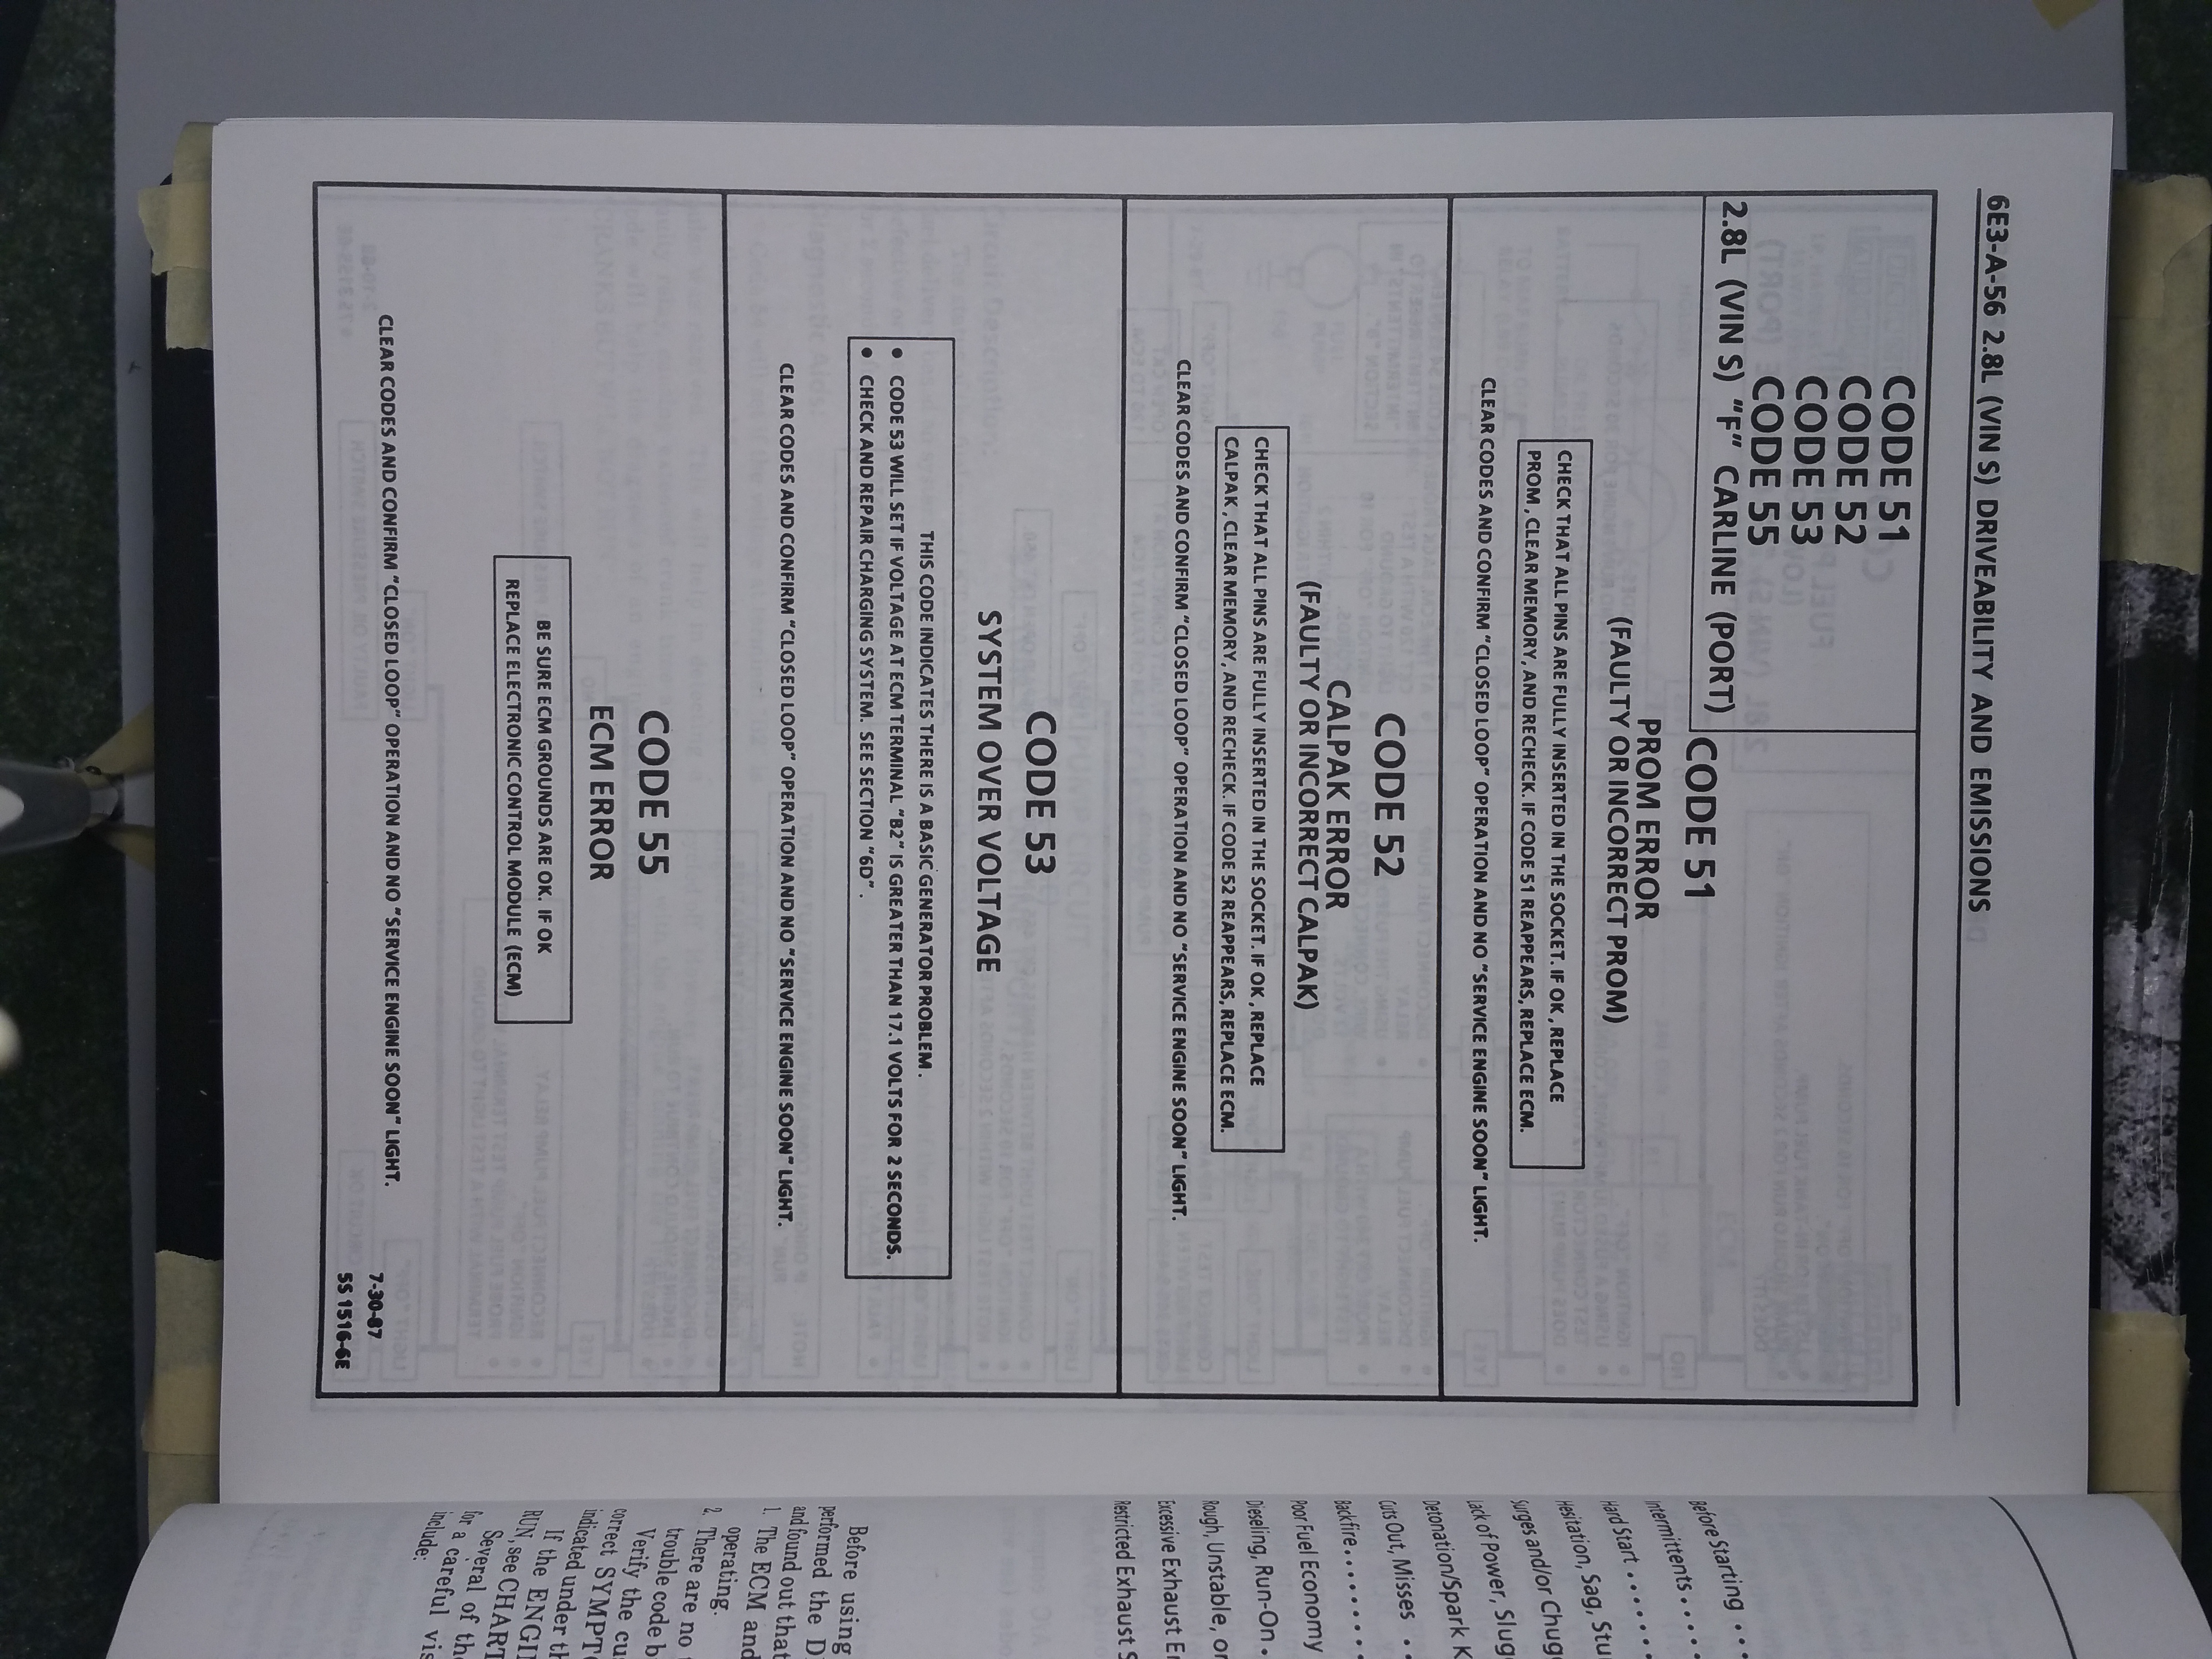 6E3-A-56 2.8L (VIN S) DRIVEABILITY AND EMISSIONS
CODE 51
CODE 52
CODE 53
CODE 55
2.8L (VIN S) "F" CARLINE (PORT)
CODE 51
PROM ERROR
(FAULTY OR INCORRECT PROM)
CHECK THAT ALL PINS ARE FULLY INSERTED IN THE SOCKET. IF OK, REPLACE
PROM, CLEAR MEMORY, AND RECHECK. IF CODE 51 REAPPEARS, REPLACE ECM.
CLEAR CODES AND CONFIRM "CLOSED LOOP" OPERATION AND NO "SERVICE ENGINE SOON" LIGHT.
CODE 52
CALPAK ERROR
(FAULTY OR INCORRECT CALPAK)
CHECK THAT ALL PINS ARE FULLY INSERTED IN THE SOCKET. IF OK, REPLACE
CALPAK, CLEAR MEMORY, AND RECHECK. IF CODE 52 REAPPEARS, REPLACE ECM.
CLEAR CODES AND CONFIRM "CLOSED LOOP" OPERATION AND NO "SERVICE ENGINE SOON" LIGHT.
CODE 53
SYSTEM OVER VOLTAGE
THIS CODE INDICATES THERE IS A BASIC GENERATOR PROBLEM.
● CODE 53 WILL SET IF VOLTAGE AT ECM TERMINAL "B2" IS GREATER THAN 17.1 VOLTS FOR 2 SECONDS.
● CHECK AND REPAIR CHARGING SYSTEM. SEE SECTION "6D".
CLEAR CODES AND CONFIRM "CLOSED LOOP" OPERATION AND NO "SERVICE ENGINE SOON" LIGHT.
CODE 55
ECM ERROR
BE SURE ECM GROUNDS ARE OK. IF OK
REPLACE ELECTRONIC CONTROL MODULE (ECM)
CLEAR CODES AND CONFIRM "CLOSED LOOP" OPERATION AND NO "SERVICE ENGINE SOON" LIGHT.
7-30-87
5S 1516-6E
Before Starting . . .
Intermittents . . . . .
Hard Start . . . . . . .
Hesitation, Sag, Stu
Surges and/or Chug
Lack of Power, Slug
Detonation/Spark K
Cuts Out, Misses . .
Backfire . . . . . . . .
Poor Fuel Economy
Dieseling, Run-On .
Rough, Unstable, or
Excessive Exhaust E
Restricted Exhaust S
Before using
performed the D
and found out that
1. The ECM and
operating.
2. There are no
trouble code
Verify the cu
correct SYMPT
indicated under th
If the ENGI
RUN, see CHART
Several of the
for a careful vis
include: